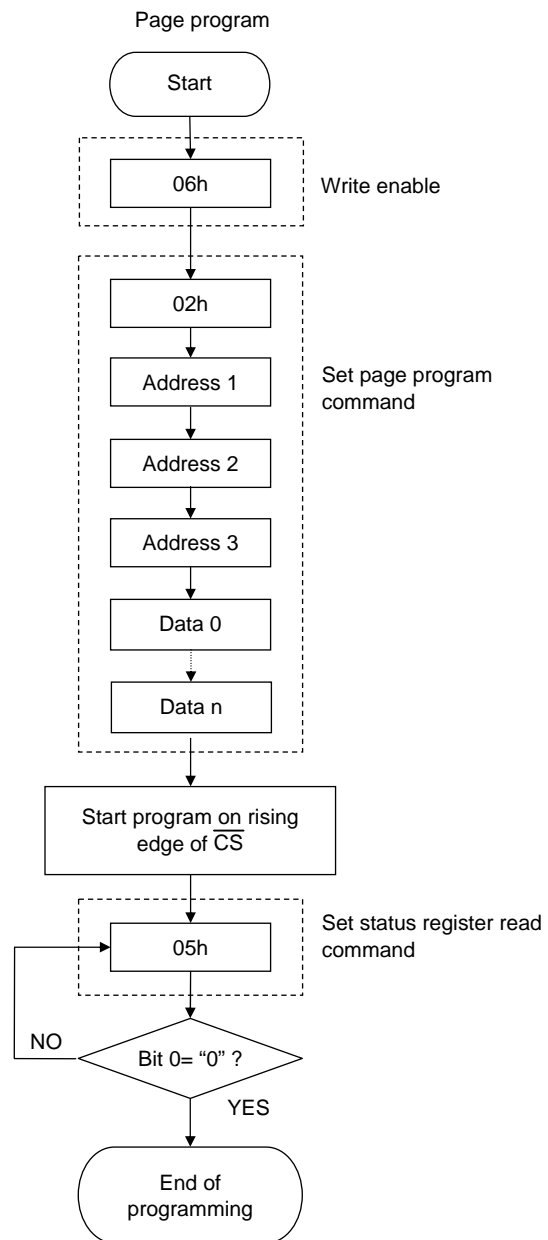 Page program
Start
06h
Write enable
02h
Address 1
Set page program
command
Address 2
Address 3
Data 0
Data n
Start program on rising
edge of C̅S̅
Set status register read
command
05h
NO
Bit 0= “0” ?
YES
End of
programming